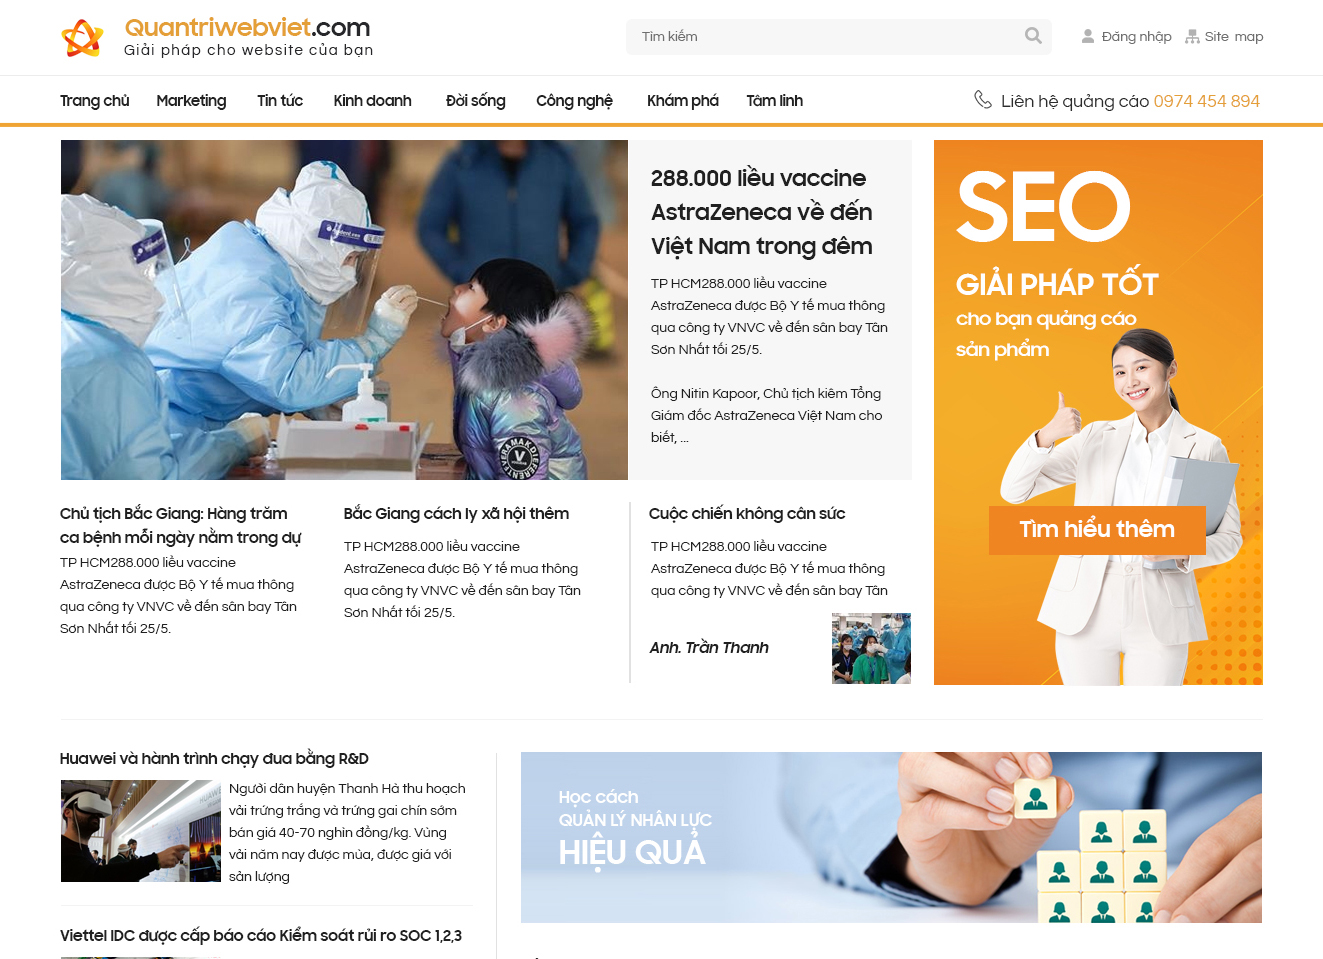 Quantriwebviet.com
Giải pháp cho website của bạn
Tìm kiếm
Đăng nhập
Site map
Trang chủ
Marketing
Tin tức
Kinh doanh
Đời sống
Công nghệ
Khám phá
Tâm linh
Liên hệ quảng cáo 0974 454 894
288.000 liều vaccine
AstraZeneca về đến
Việt Nam trong đêm
TP HCM288.000 liều vaccine
AstraZeneca được Bộ Y tế mua thông
qua công ty VNVC về đến sân bay Tân
Sơn Nhất tối 25/5.
Ông Nitin Kapoor, Chủ tịch kiêm Tổng
Giám đốc AstraZeneca Việt Nam cho
biết, ...
SEO
GIẢI PHÁP TỐT
cho bạn quảng cáo
sản phẩm
Tìm hiểu thêm
Chủ tịch Bắc Giang: Hàng trăm
ca bệnh mỗi ngày nằm trong dự
TP HCM288.000 liều vaccine
AstraZeneca được Bộ Y tế mua thông
qua công ty VNVC về đến sân bay Tân
Sơn Nhất tối 25/5.
Bắc Giang cách ly xã hội thêm
TP HCM288.000 liều vaccine
AstraZeneca được Bộ Y tế mua thông
qua công ty VNVC về đến sân bay Tân
Sơn Nhất tối 25/5.
Cuộc chiến không cân sức
TP HCM288.000 liều vaccine
AstraZeneca được Bộ Y tế mua thông
qua công ty VNVC về đến sân bay Tân
Anh. Trần Thanh
Huawei và hành trình chạy đua bằng R&D
Người dân huyện Thanh Hà thu hoạch
vải trứng trắng và trứng gai chín sớm
bán giá 40-70 nghìn đồng/kg. Vùng
vải năm nay được mùa, được giá với
sản lượng
Viettel IDC được cấp báo cáo Kiểm soát rủi ro SOC 1,2,3
Học cách
QUẢN LÝ NHÂN LỰC
HIỆU QUẢ